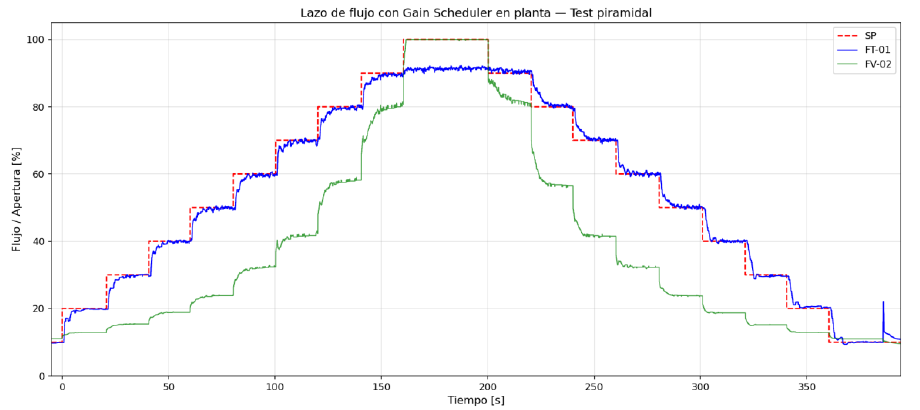 Lazo de flujo con Gain Scheduler en planta — Test piramidal
SP
FT-01
FV-02
Flujo / Apertura [%]
100
80
60
40
20
0
0 50 100 150 200 250 300 350
Tiempo [s]